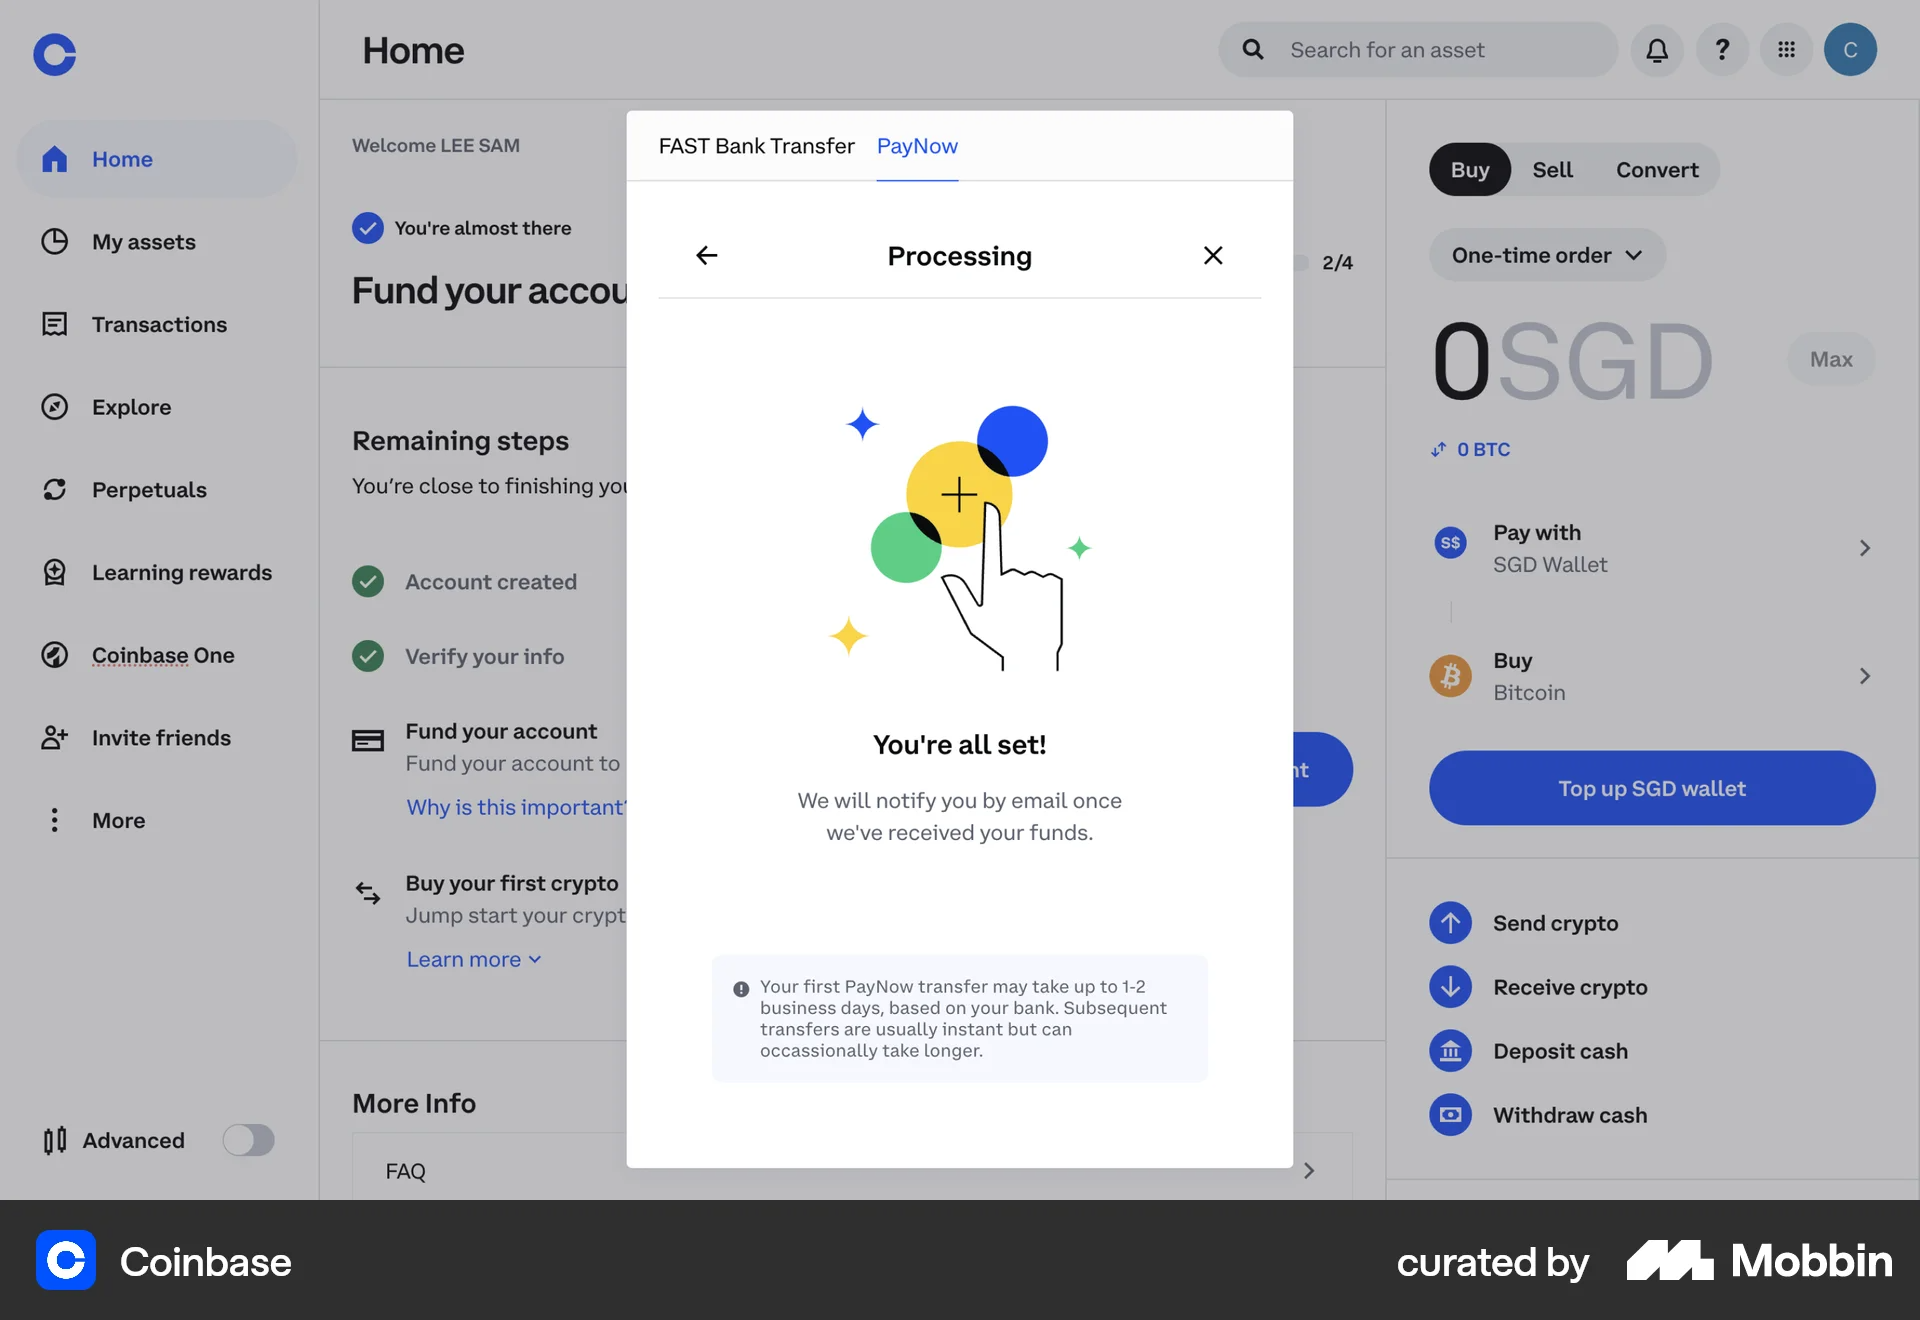 Home
Search for an asset
C
Home
My assets
Transactions
Explore
Perpetuals
Learning rewards
Coinbase One
Invite friends
More
Advanced
Welcome LEE SAM
You're almost there
Fund your accou
2/4
Remaining steps
You're close to finishing you
Account created
Verify your info
Fund your account
Fund your account to
Why is this important?
nt
Buy your first crypto
Jump start your crypt
Learn more
More Info
FAQ
FAST Bank Transfer PayNow
Processing
You're all set!
We will notify you by email once
we've received your funds.
Your first PayNow transfer may take up to 1-2
business days, based on your bank. Subsequent
transfers are usually instant but can
occassionally take longer.
Buy Sell Convert
One-time order
0SGD
Max
0 BTC
S$
Pay with
SGD Wallet
Buy
Bitcoin
Top up SGD wallet
Send crypto
Receive crypto
Deposit cash
Withdraw cash
Coinbase
curated by Mobbin